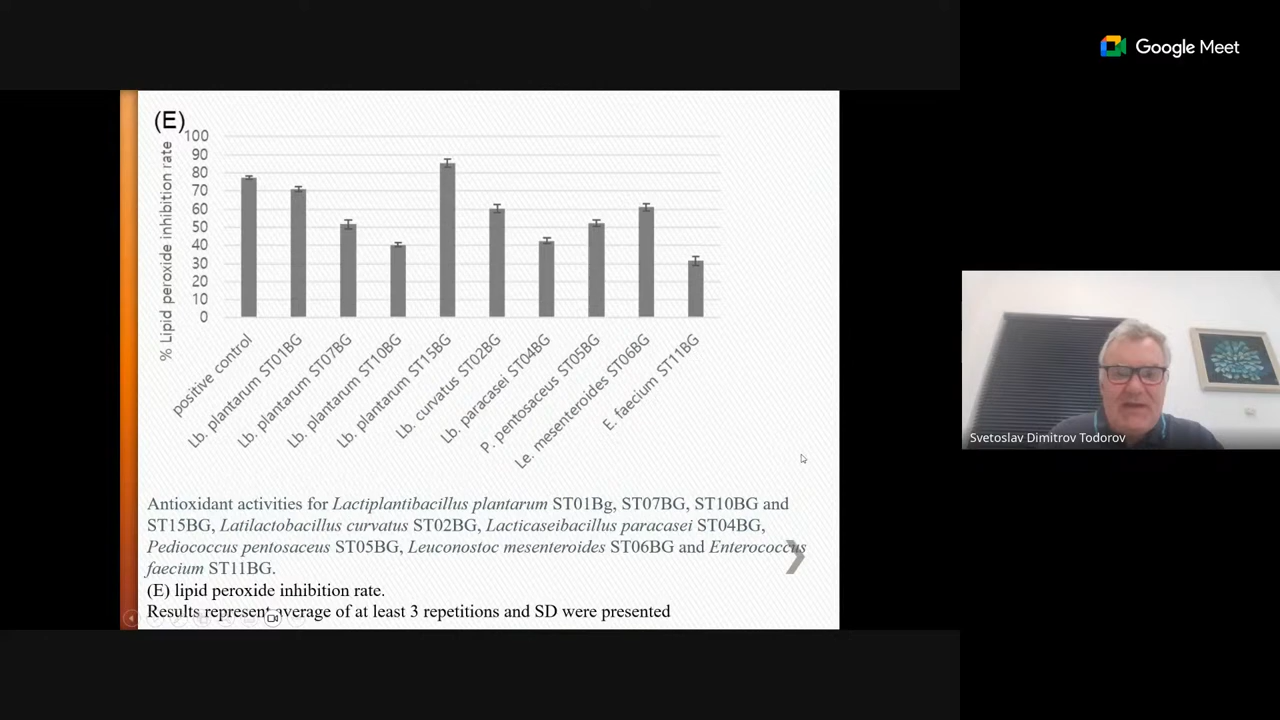 Google Meet
(E)
% Lipid peroxide inhibition rate
100
90
80
70
60
50
40
30
20
10
0
positive control
Lb. plantarum ST01BG
Lb. plantarum ST07BG
Lb. plantarum ST10BG
Lb. plantarum ST15BG
Lb. curvatus ST02BG
Lb. paracasei ST04BG
P. pentosaceus ST05BG
Le. mesenteroides ST06BG
E. faecium ST11BG
Antioxidant activities for Lactiplantibacillus plantarum ST01Bg, ST07BG, ST10BG and
ST15BG, Latilactobacillus curvatus ST02BG, Lacticaseibacillus paracasei ST04BG,
Pediococcus pentosaceus ST05BG, Leuconostoc mesenteroides ST06BG and Enterococcus
faecium ST11BG.
(E) lipid peroxide inhibition rate.
Results represent average of at least 3 repetitions and SD were presented
Svetoslav Dimitrov Todorov